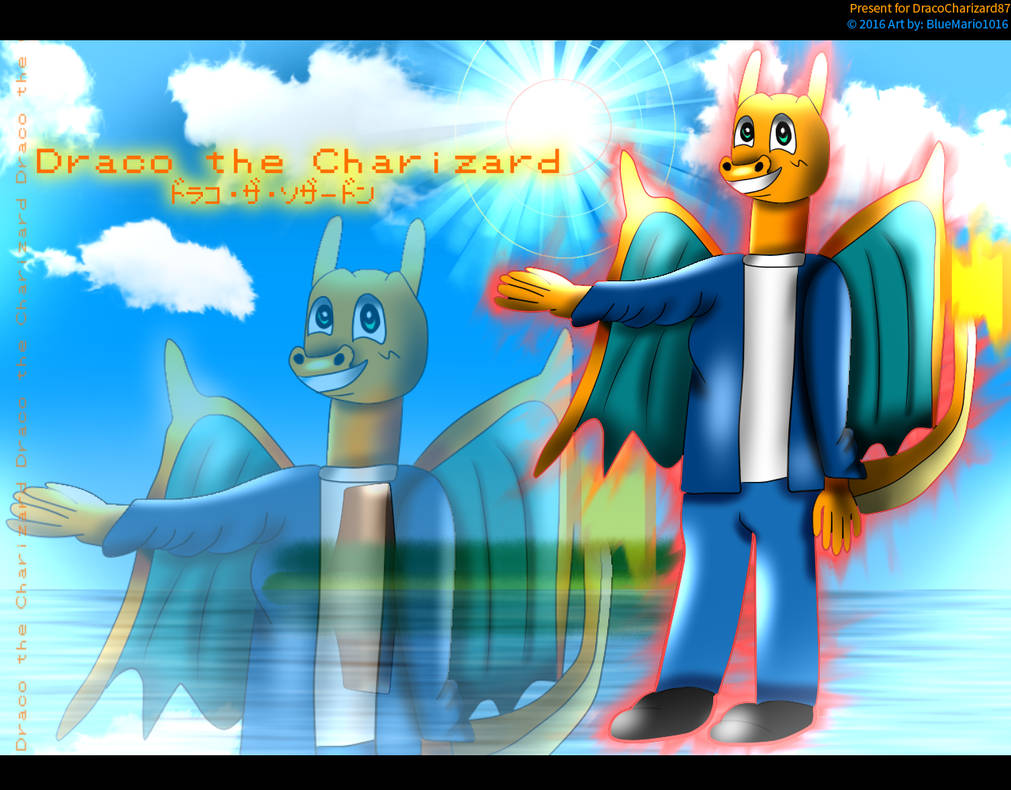 Present for DracoCharizard87
© 2016 Art by: BlueMario1016
Draco the Charizard
ドラコ・ザ・ソザードン
Draco the Charizard Draco the Charizard Draco the